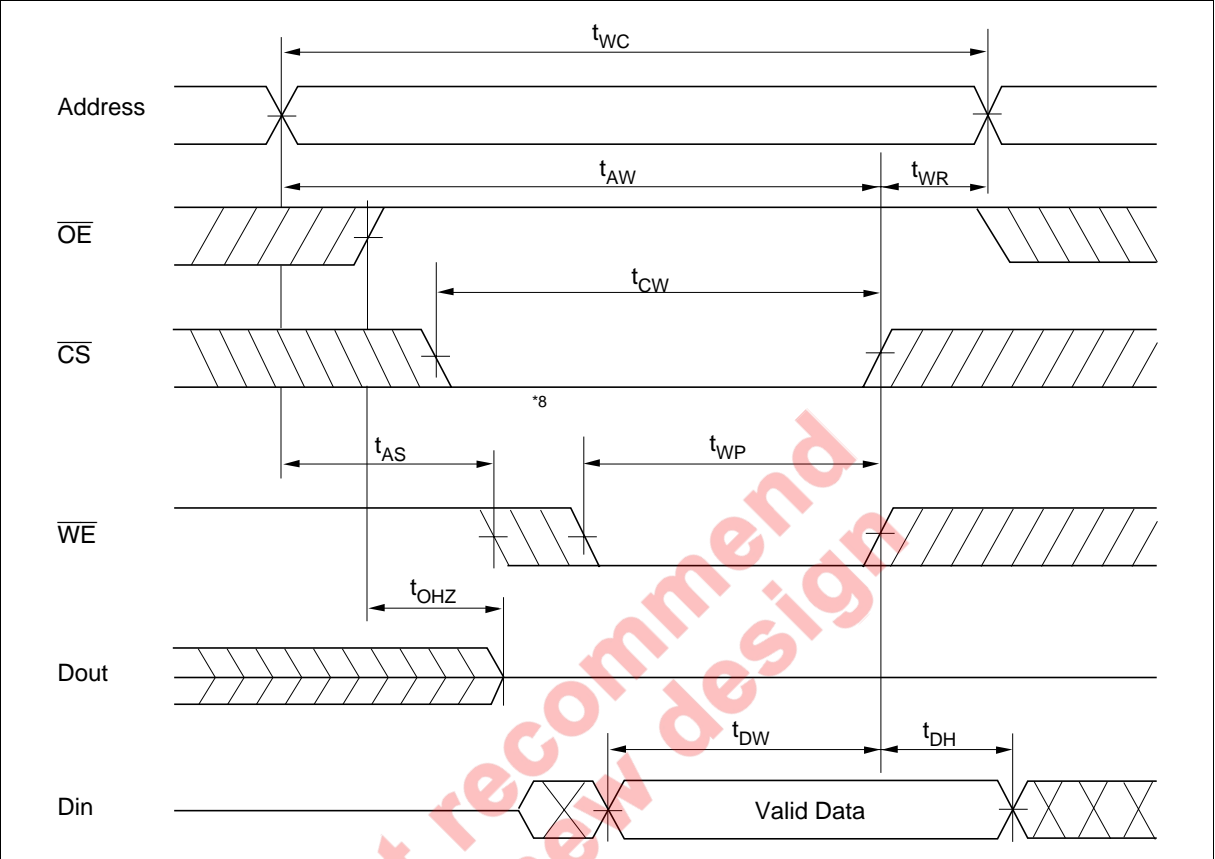 tWC
Address
tAW
tWR
OE
tCW
CS
*8
tAS
tWP
WE
tOHZ
Dout
tDW
tDH
Din
Valid Data
recommend
new design